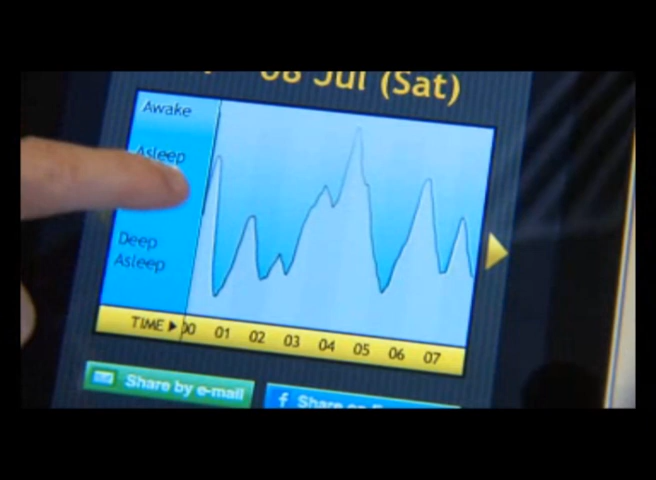 08 Jul (Sat)
Awake
Asleep
Deep
Asleep
TIME 00 01 02 03 04 05 06 07
Share by e-mail
f Share on